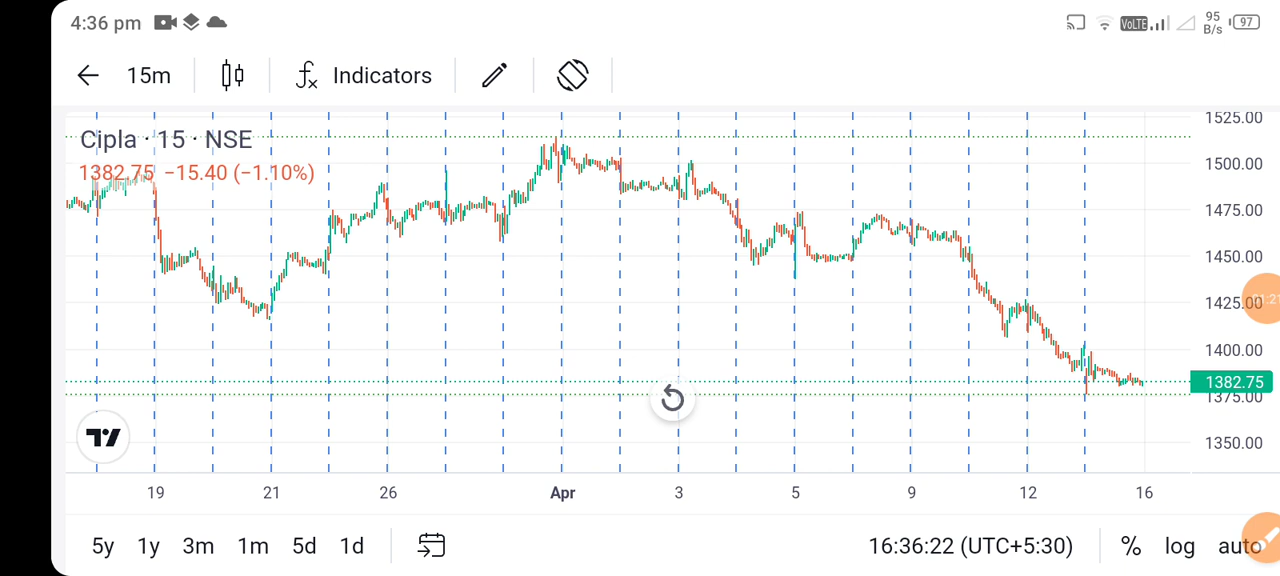 4:36 pm VoLTE 95 B/s 97
15m Indicators
Cipla · 15 · NSE
1382.75 −15.40 (−1.10%)
1525.00
1500.00
1475.00
1450.00
1425.00
1400.00
1382.75
1375.00
1350.00
19 21 26 Apr 3 5 9 12 16
5y 1y 3m 1m 5d 1d 16:36:22 (UTC+5:30) % log auto